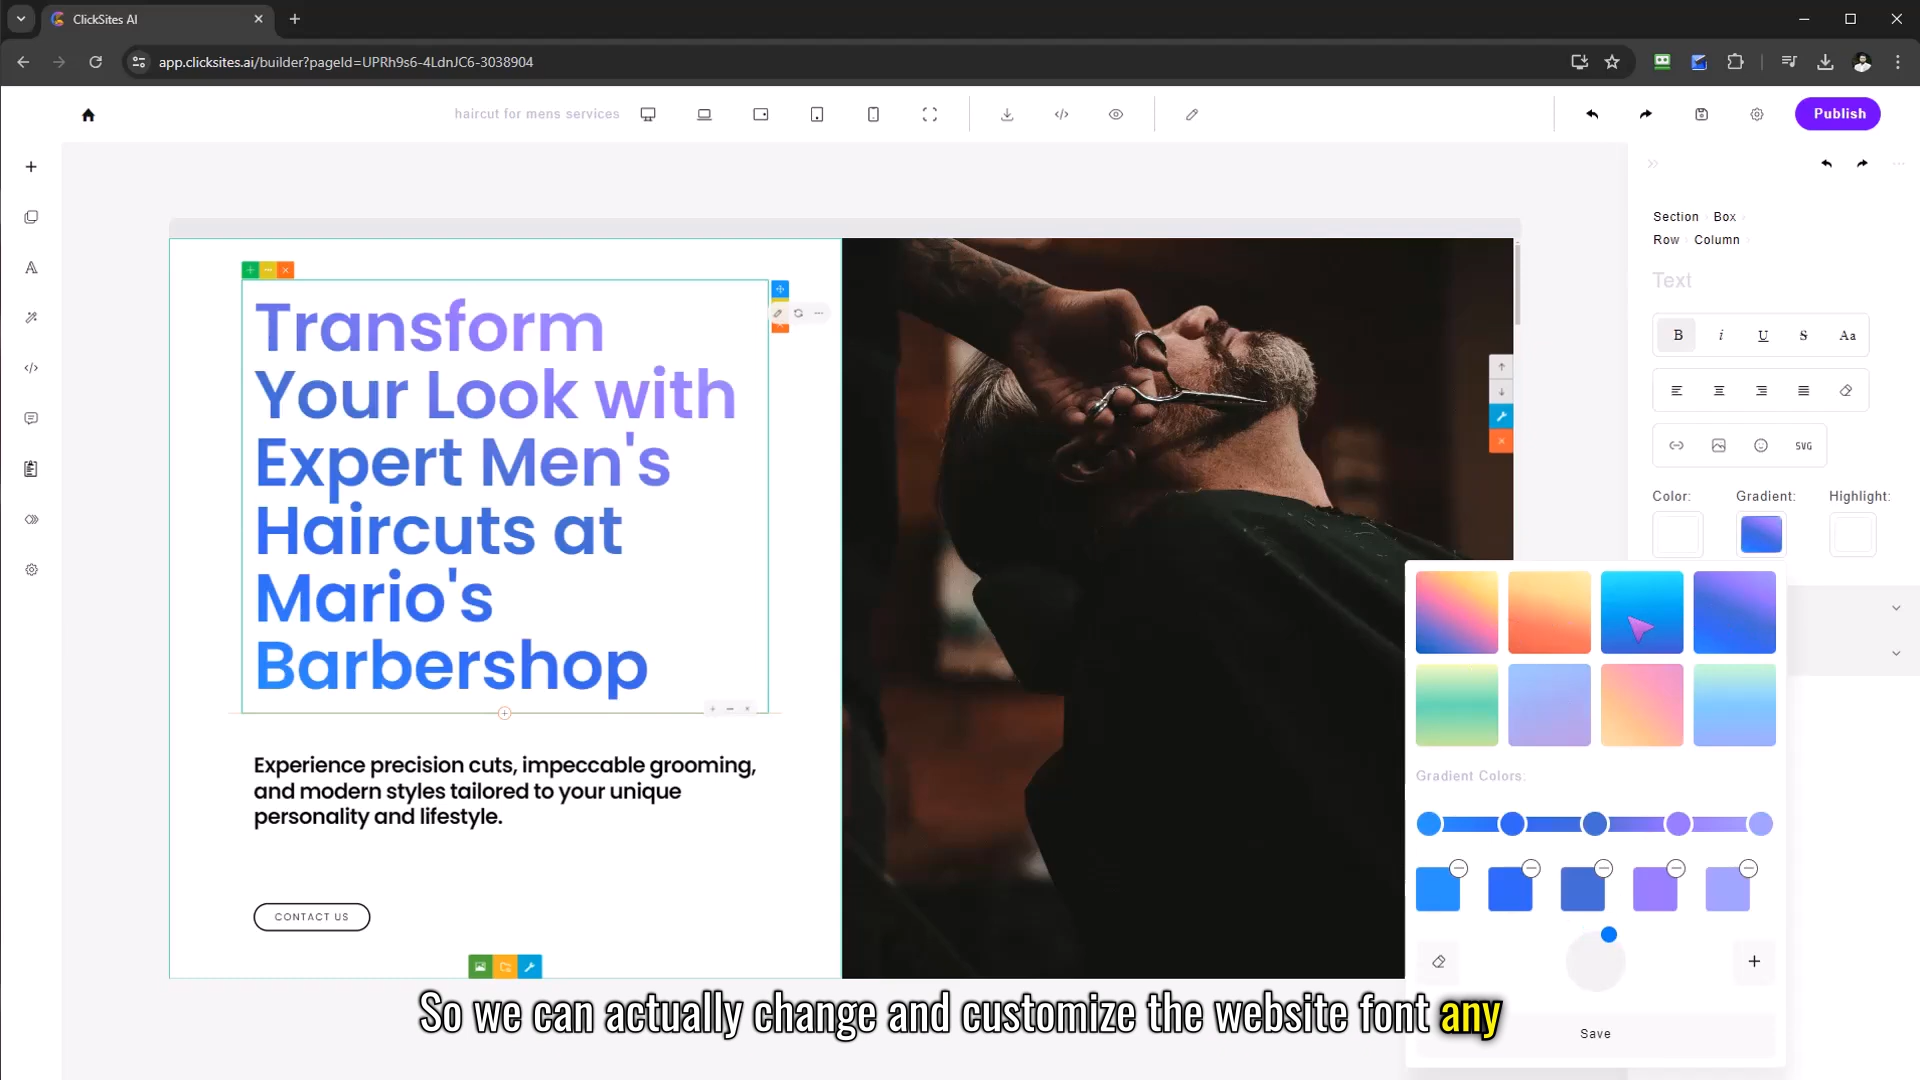 ClickSites AI
app.clicksites.ai/builder?pageId=UPRh9s6-4LdnJC6-3038904
haircut for mens services
Publish
Section
Box
Row
Column
Text
B
i
U
S
Aa
SVG
Color:
Gradient:
Highlight:
Transform
Your Look with
Expert Men's
Haircuts at
Mario's
Barbershop
Experience precision cuts, impeccable grooming,
and modern styles tailored to your unique
personality and lifestyle.
CONTACT US
Gradient Colors:
Save
So we can actually change and customize the website font any